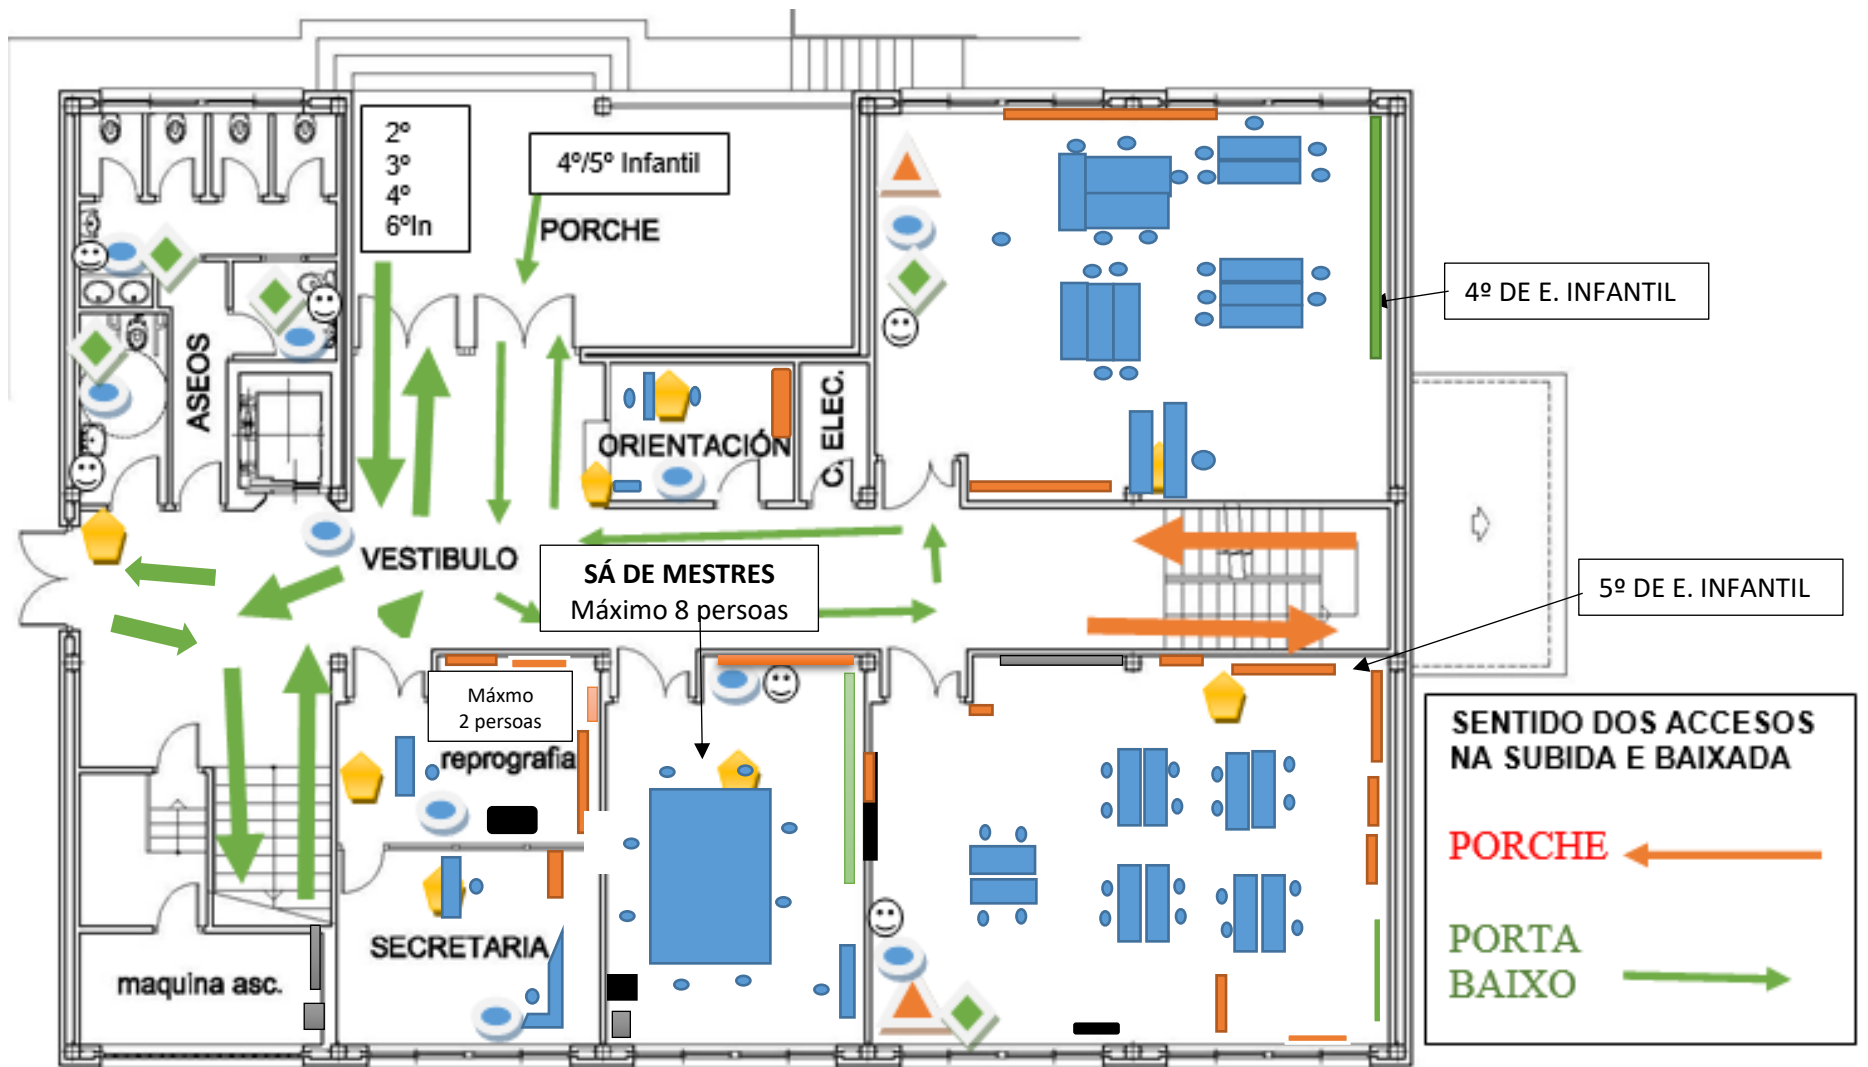 2º
3º
4º
6ºIn
4º/5º Infantil
PORCHE
ASEOS
ORIENTACIÓN
C. ELEC.
4º DE E. INFANTIL
VESTIBULO
SÁ DE MESTRES
Máximo 8 persoas
5º DE E. INFANTIL
Máxmo
2 persoas
reprografia
SECRETARIA
maquina asc.
SENTIDO DOS ACCESOS
NA SUBIDA E BAIXADA
PORCHE
PORTA
BAIXO